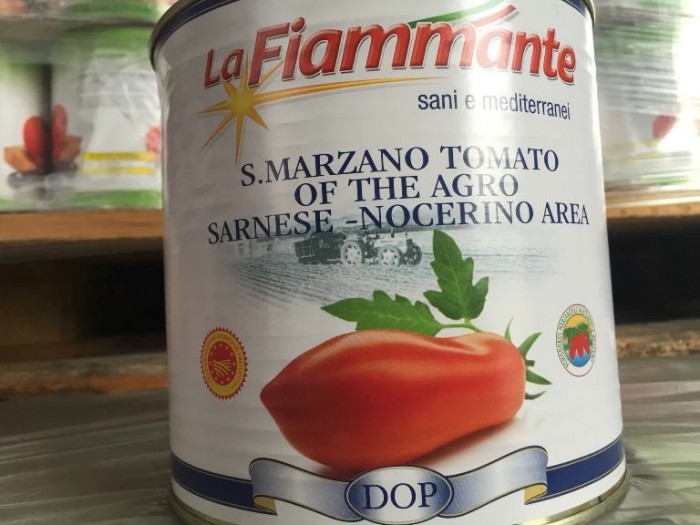 La Fiammante
sani e mediterranei
S.MARZANO TOMATO
OF THE AGRO
SARNESE -NOCERINO AREA
DOP